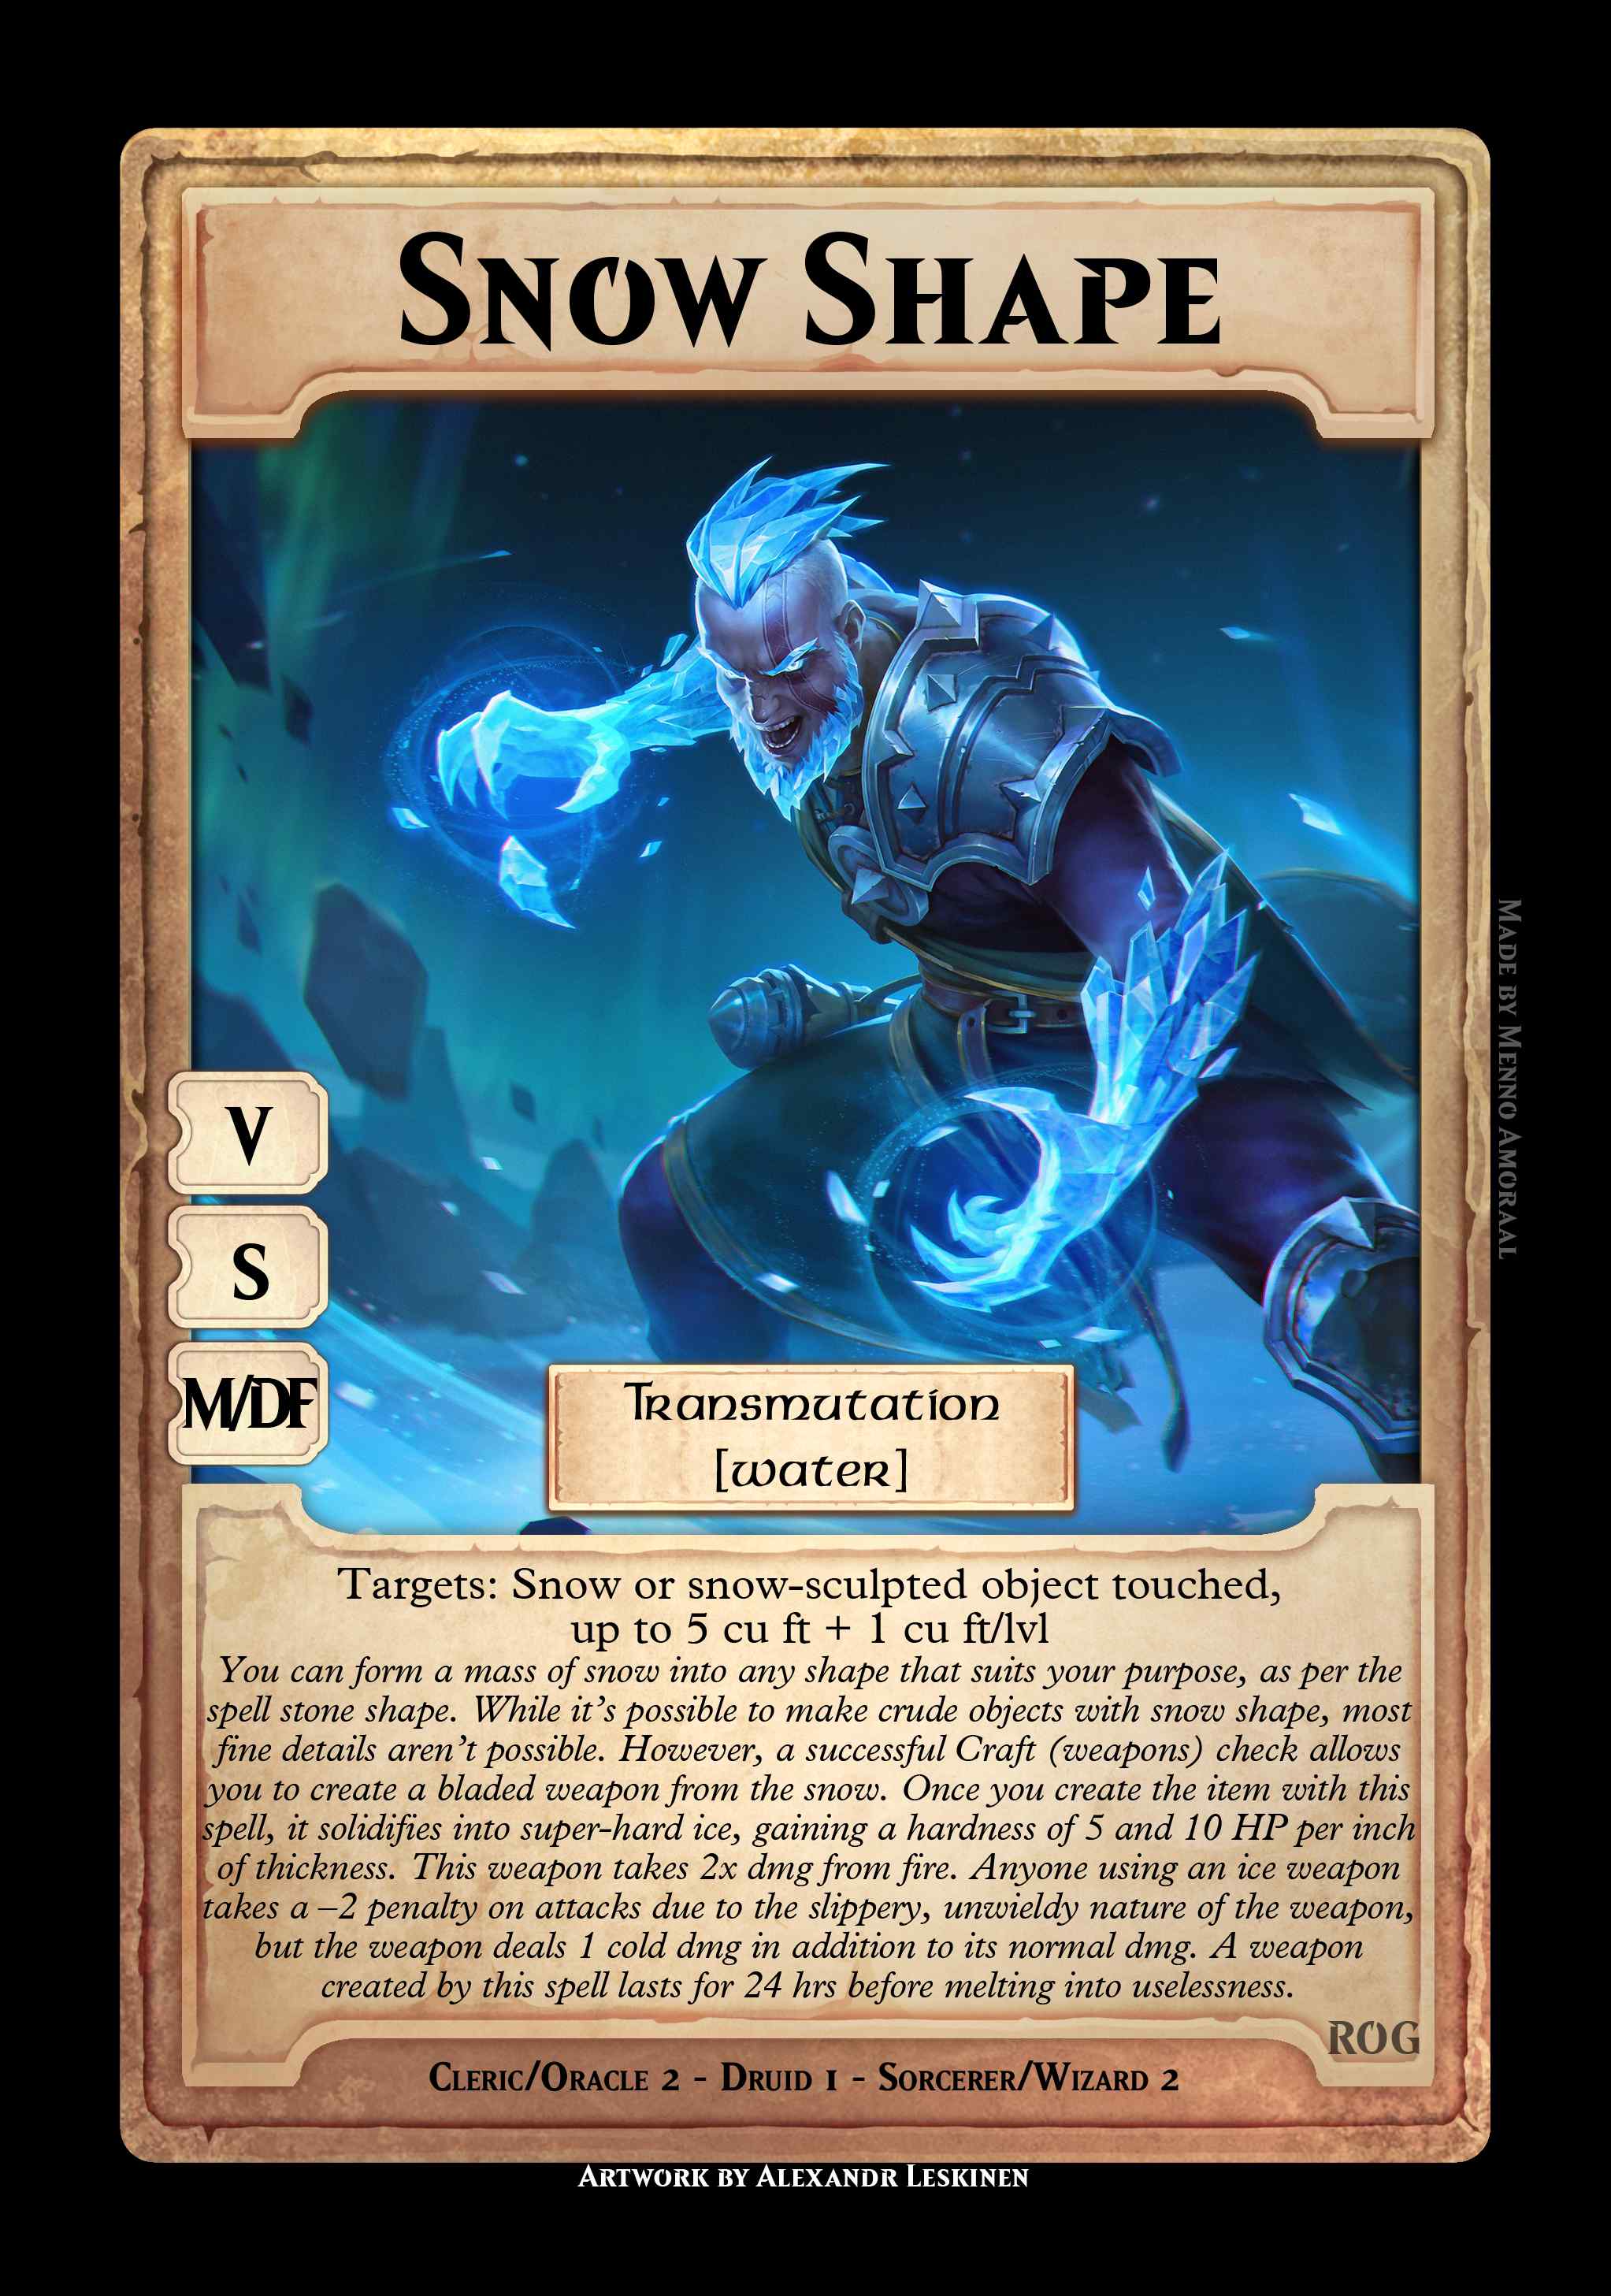 Snow Shape
V
S
M/DF
Transmutation
[water]
Targets: Snow or snow-sculpted object touched,
up to 5 cu ft + 1 cu ft/lvl
You can form a mass of snow into any shape that suits your purpose, as per the
spell stone shape. While it's possible to make crude objects with snow shape, most
fine details aren't possible. However, a successful Craft (weapons) check allows
you to create a bladed weapon from the snow. Once you create the item with this
spell, it solidifies into super-hard ice, gaining a hardness of 5 and 10 HP per inch
of thickness. This weapon takes 2x dmg from fire. Anyone using an ice weapon
takes a –2 penalty on attacks due to the slippery, unwieldy nature of the weapon,
but the weapon deals 1 cold dmg in addition to its normal dmg. A weapon
created by this spell lasts for 24 hrs before melting into uselessness.
ROG
Cleric/Oracle 2 - Druid 1 - Sorcerer/Wizard 2
Artwork by Alexandr Leskinen
Made by Menno Amoraal